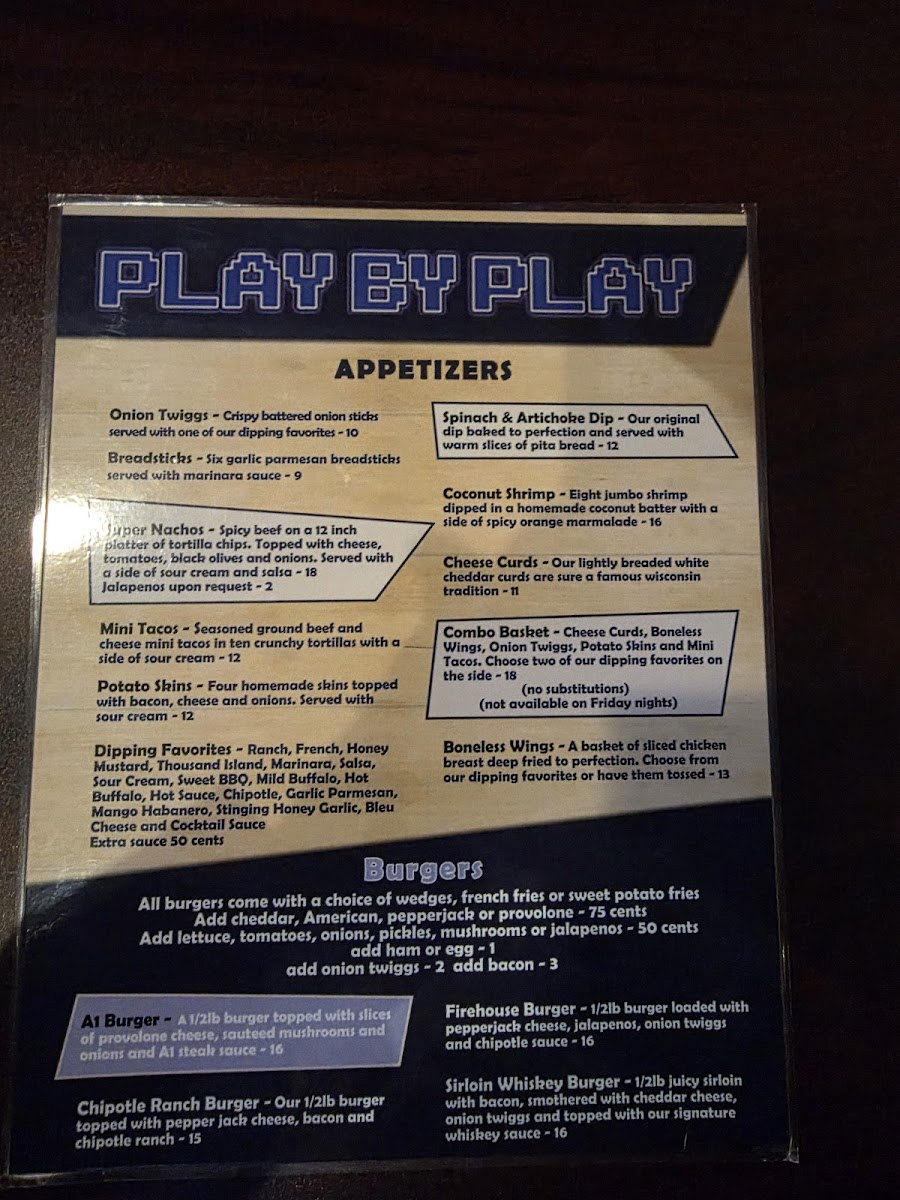 PLAY BY PLAY
APPETIZERS
Onion Twiggs - Crispy battered onion sticks
served with one of our dipping favorites - 10
Breadsticks - Six garlic parmesan breadsticks
served with marinara sauce - 9
Super Nachos - Spicy beef on a 12 inch
platter of tortilla chips. Topped with cheese,
tomatoes, black olives and onions. Served with
a side of sour cream and salsa - 18
Jalapenos upon request - 2
Mini Tacos - Seasoned ground beef and
cheese mini tacos in ten crunchy tortillas with a
side of sour cream - 12
Potato Skins - Four homemade skins topped
with bacon, cheese and onions. Served with
sour cream - 12
Dipping Favorites - Ranch, French, Honey
Mustard, Thousand Island, Marinara, Salsa,
Sour Cream, Sweet BBQ, Mild Buffalo, Hot
Buffalo, Hot Sauce, Chipotle, Garlic Parmesan,
Mango Habanero, Stinging Honey Garlic, Bleu
Cheese and Cocktail Sauce
Extra sauce 50 cents
Spinach & Artichoke Dip - Our original
dip baked to perfection and served with
warm slices of pita bread - 12
Coconut Shrimp - Eight jumbo shrimp
dipped in a homemade coconut batter with a
side of spicy orange marmalade - 16
Cheese Curds - Our lightly breaded white
cheddar curds are sure a famous wisconsin
tradition - 11
Combo Basket - Cheese Curds, Boneless
Wings, Onion Twiggs, Potato Skins and Mini
Tacos. Choose two of our dipping favorites on
the side - 18
(no substitutions)
(not available on Friday nights)
Boneless Wings - A basket of sliced chicken
breast deep fried to perfection. Choose from
our dipping favorites or have them tossed - 13
Burgers
All burgers come with a choice of wedges, french fries or sweet potato fries
Add cheddar, American, pepperjack or provolone - 75 cents
Add lettuce, tomatoes, onions, pickles, mushrooms or jalapenos - 50 cents
add ham or egg - 1
add onion twiggs - 2 add bacon - 3
A1 Burger - A 1/2lb burger topped with slices
of provolone cheese, sauteed mushrooms and
onions and A1 steak sauce - 16
Chipotle Ranch Burger - Our 1/2lb burger
topped with pepper jack cheese, bacon and
chipotle ranch - 15
Firehouse Burger - 1/2lb burger loaded with
pepperjack cheese, jalapenos, onion twiggs
and chipotle sauce - 16
Sirloin Whiskey Burger - 1/2lb juicy sirloin
with bacon, smothered with cheddar cheese,
onion twiggs and topped with our signature
whiskey sauce - 16